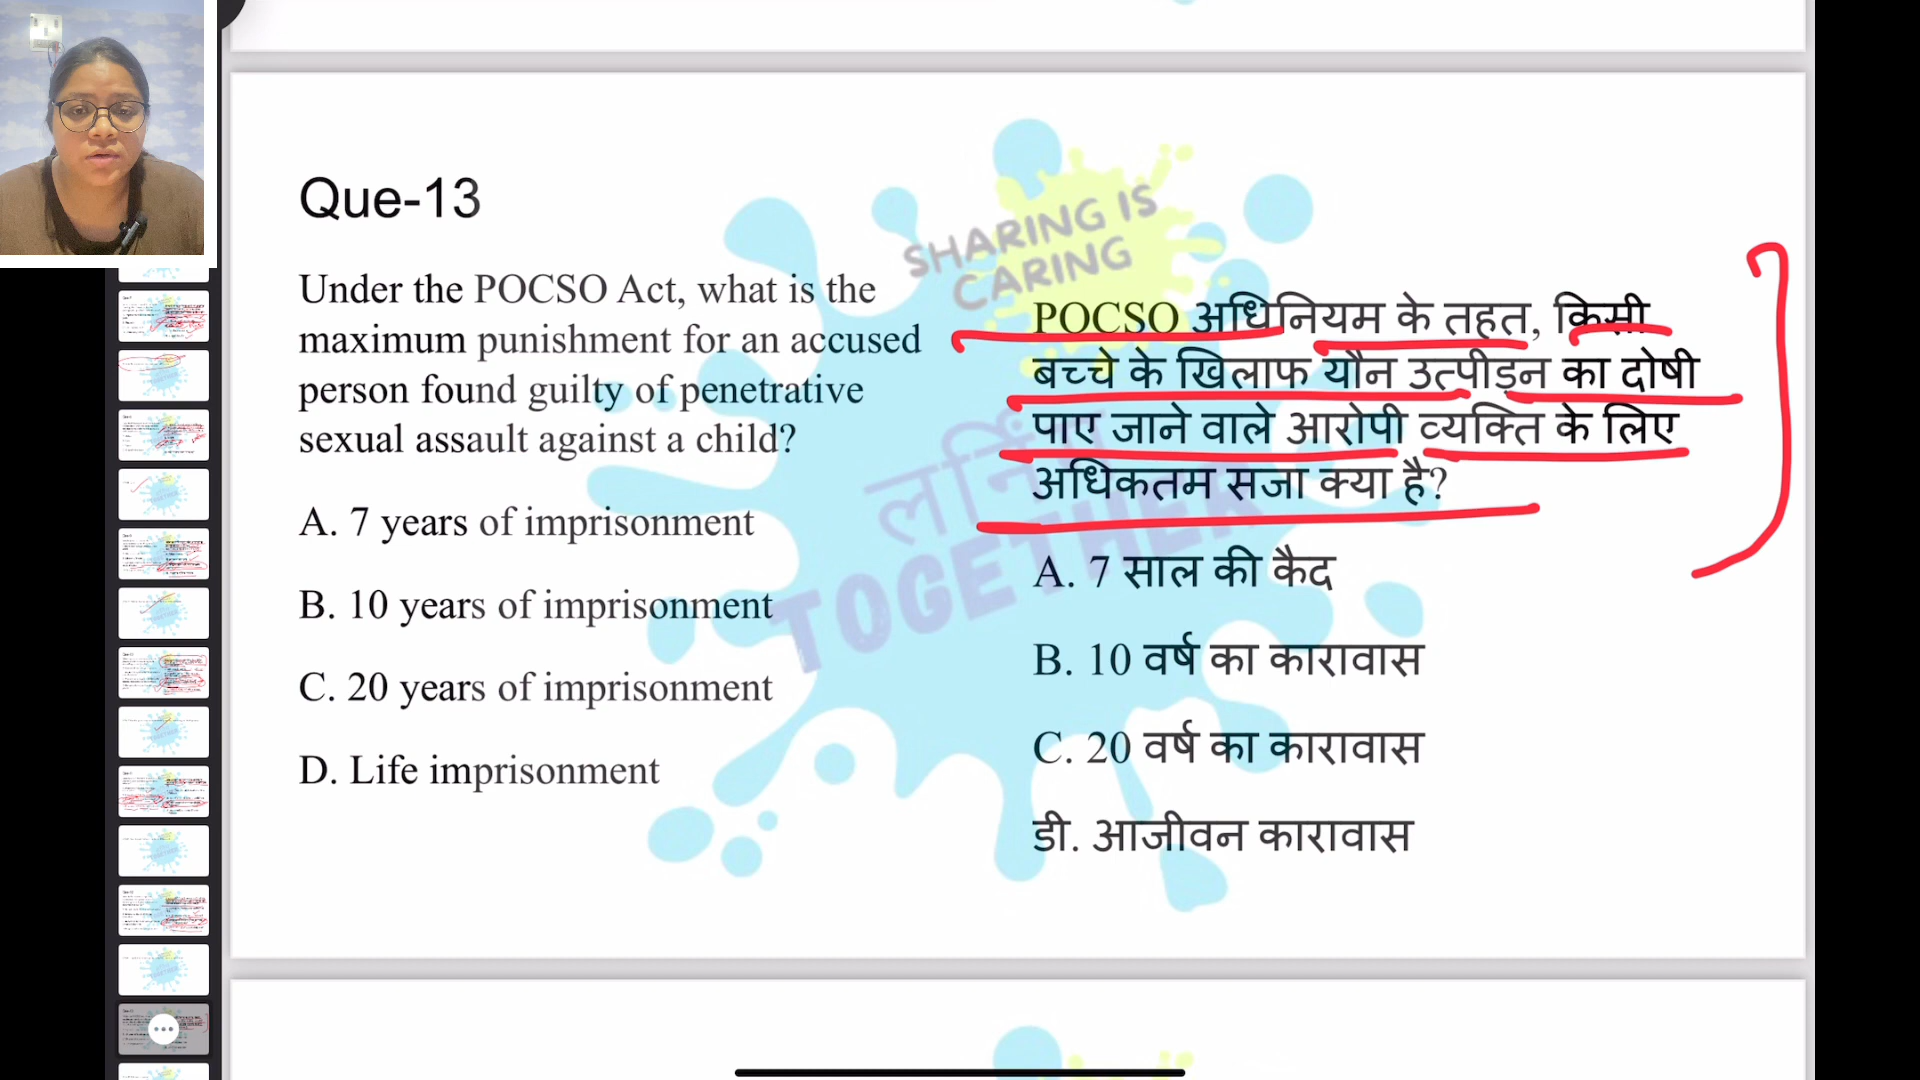 Que-13
Under the POCSO Act, what is the
maximum punishment for an accused
person found guilty of penetrative
sexual assault against a child?
A. 7 years of imprisonment
B. 10 years of imprisonment
C. 20 years of imprisonment
D. Life imprisonment
SHARING IS
CARING
POCSO अधिनियम के तहत, किसी
बच्चे के खिलाफ यौन उत्पीड़न का दोषी
पाए जाने वाले आरोपी व्यक्ति के लिए
अधिकतम सजा क्या है?
A. 7 साल की कैद
B. 10 वर्ष का कारावास
C. 20 वर्ष का कारावास
डी. आजीवन कारावास
लर्निंग
TOGETHER